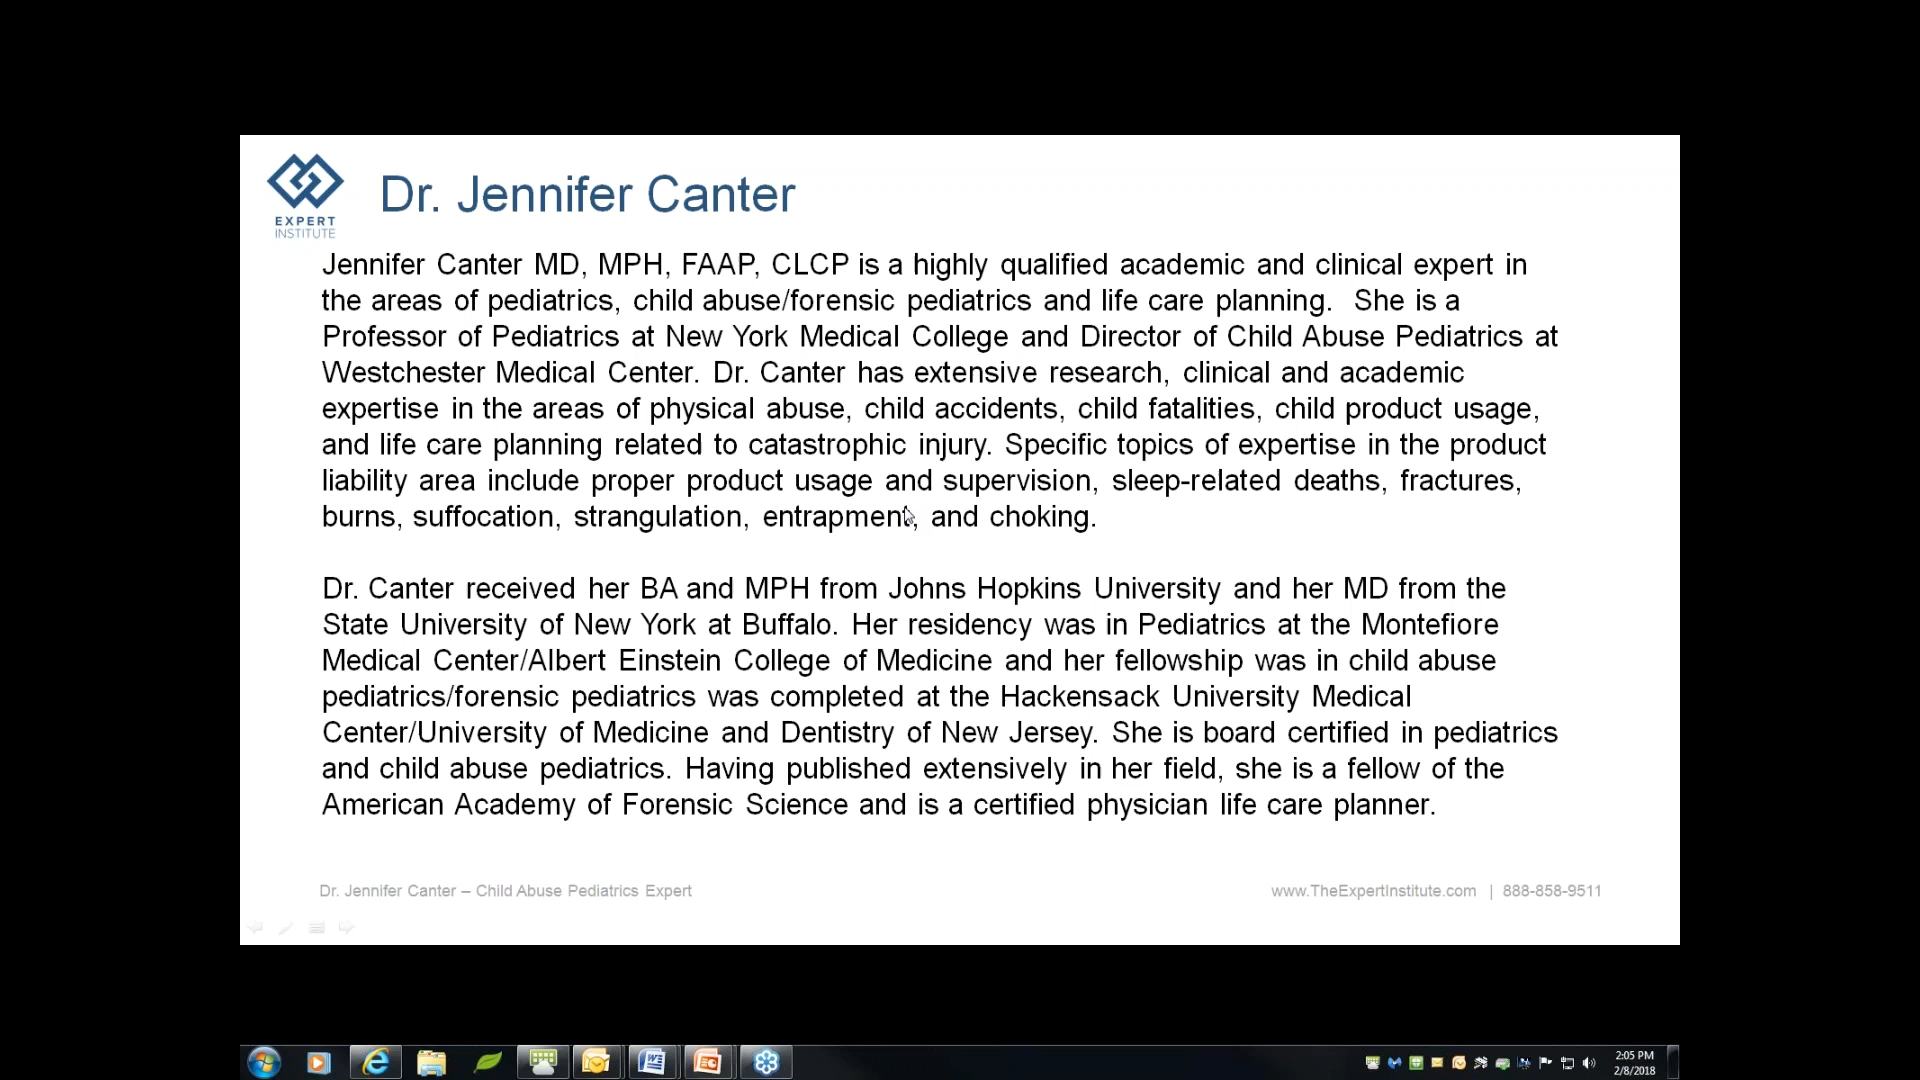 EXPERT
INSTITUTE
Dr. Jennifer Canter
Jennifer Canter MD, MPH, FAAP, CLCP is a highly qualified academic and clinical expert in
the areas of pediatrics, child abuse/forensic pediatrics and life care planning. She is a
Professor of Pediatrics at New York Medical College and Director of Child Abuse Pediatrics at
Westchester Medical Center. Dr. Canter has extensive research, clinical and academic
expertise in the areas of physical abuse, child accidents, child fatalities, child product usage,
and life care planning related to catastrophic injury. Specific topics of expertise in the product
liability area include proper product usage and supervision, sleep-related deaths, fractures,
burns, suffocation, strangulation, entrapment, and choking.
Dr. Canter received her BA and MPH from Johns Hopkins University and her MD from the
State University of New York at Buffalo. Her residency was in Pediatrics at the Montefiore
Medical Center/Albert Einstein College of Medicine and her fellowship was in child abuse
pediatrics/forensic pediatrics was completed at the Hackensack University Medical
Center/University of Medicine and Dentistry of New Jersey. She is board certified in pediatrics
and child abuse pediatrics. Having published extensively in her field, she is a fellow of the
American Academy of Forensic Science and is a certified physician life care planner.
Dr. Jennifer Canter – Child Abuse Pediatrics Expert
www.TheExpertInstitute.com | 888-858-9511
2:05 PM
2/8/2018